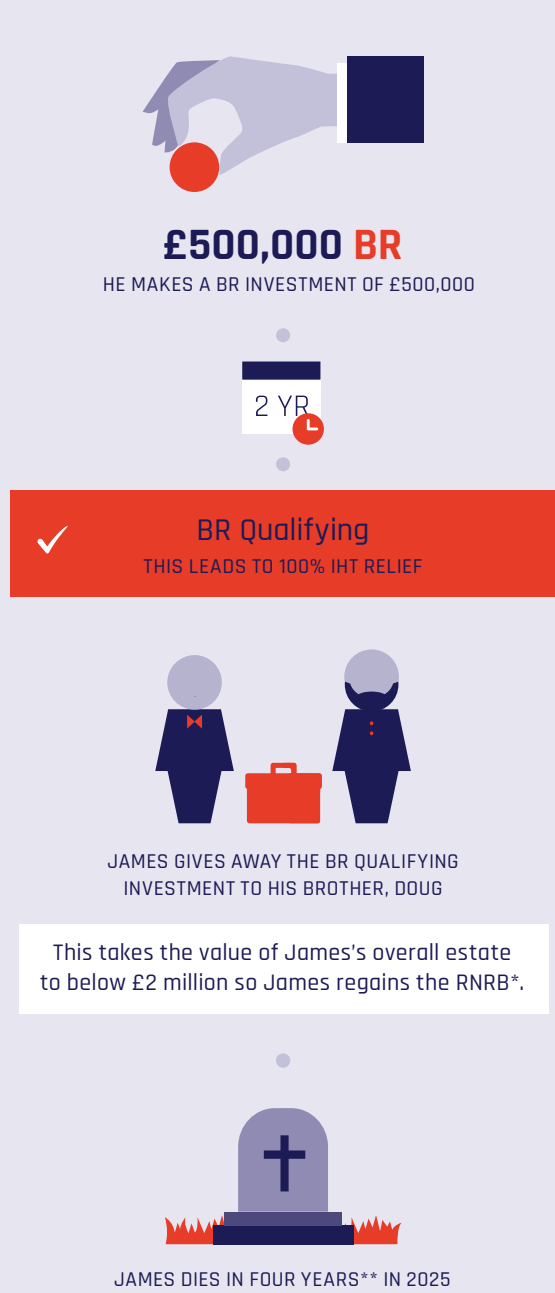 £500,000 BR
HE MAKES A BR INVESTMENT OF £500,000
2 YR
BR Qualifying
THIS LEADS TO 100% IHT RELIEF
JAMES GIVES AWAY THE BR QUALIFYING
INVESTMENT TO HIS BROTHER, DOUG
This takes the value of James’s overall estate
to below £2 million so James regains the RNRB*.
JAMES DIES IN FOUR YEARS** IN 2025